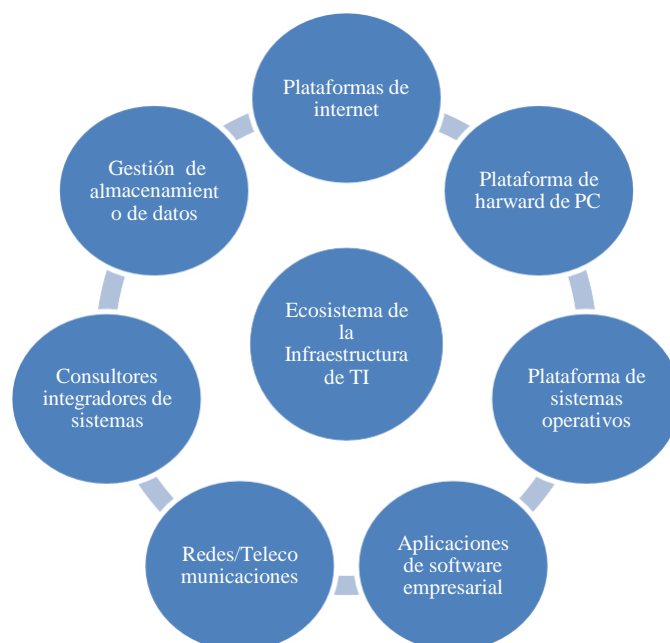 Plataformas de
internet
Plataforma de
harward de PC
Plataforma de
sistemas
operativos
Aplicaciones
de software
empresarial
Redes/Teleco
municaciones
Consultores
integradores de
sistemas
Gestión de
almacenamient
o de datos
Ecosistema de
la
Infraestructura
de TI